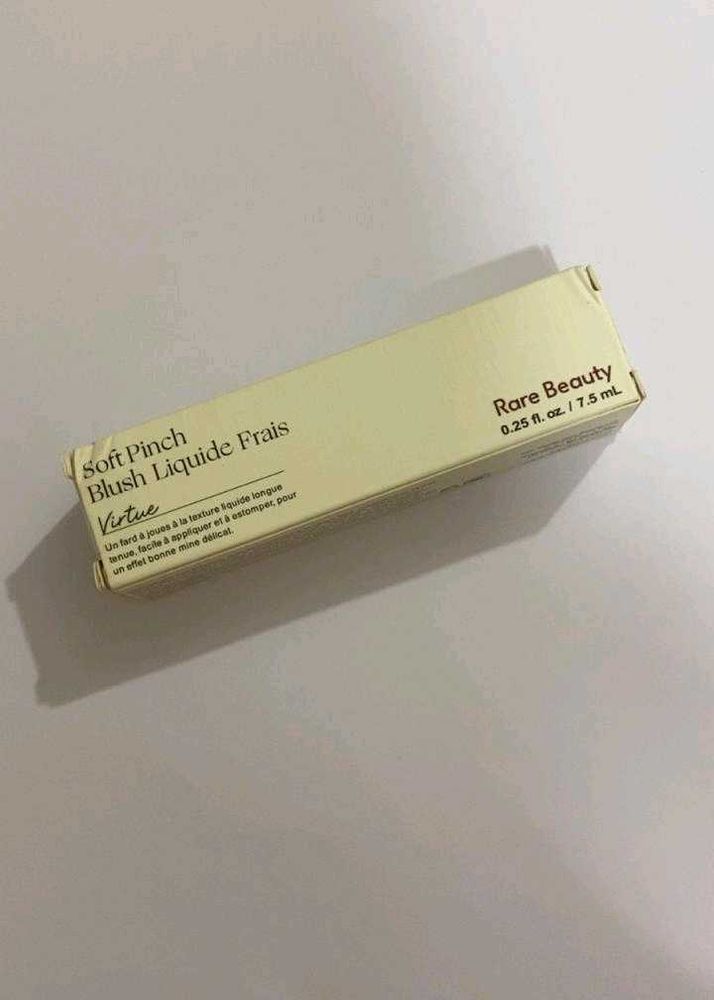 Soft Pinch
Blush Liquide Frais
Virtue
Un fard à joues à la texture liquide longue
tenue, facile à appliquer et à estomper, pour
un effet bonne mine délicat.
Rare Beauty
0.25 fl. oz. / 7.5 mL